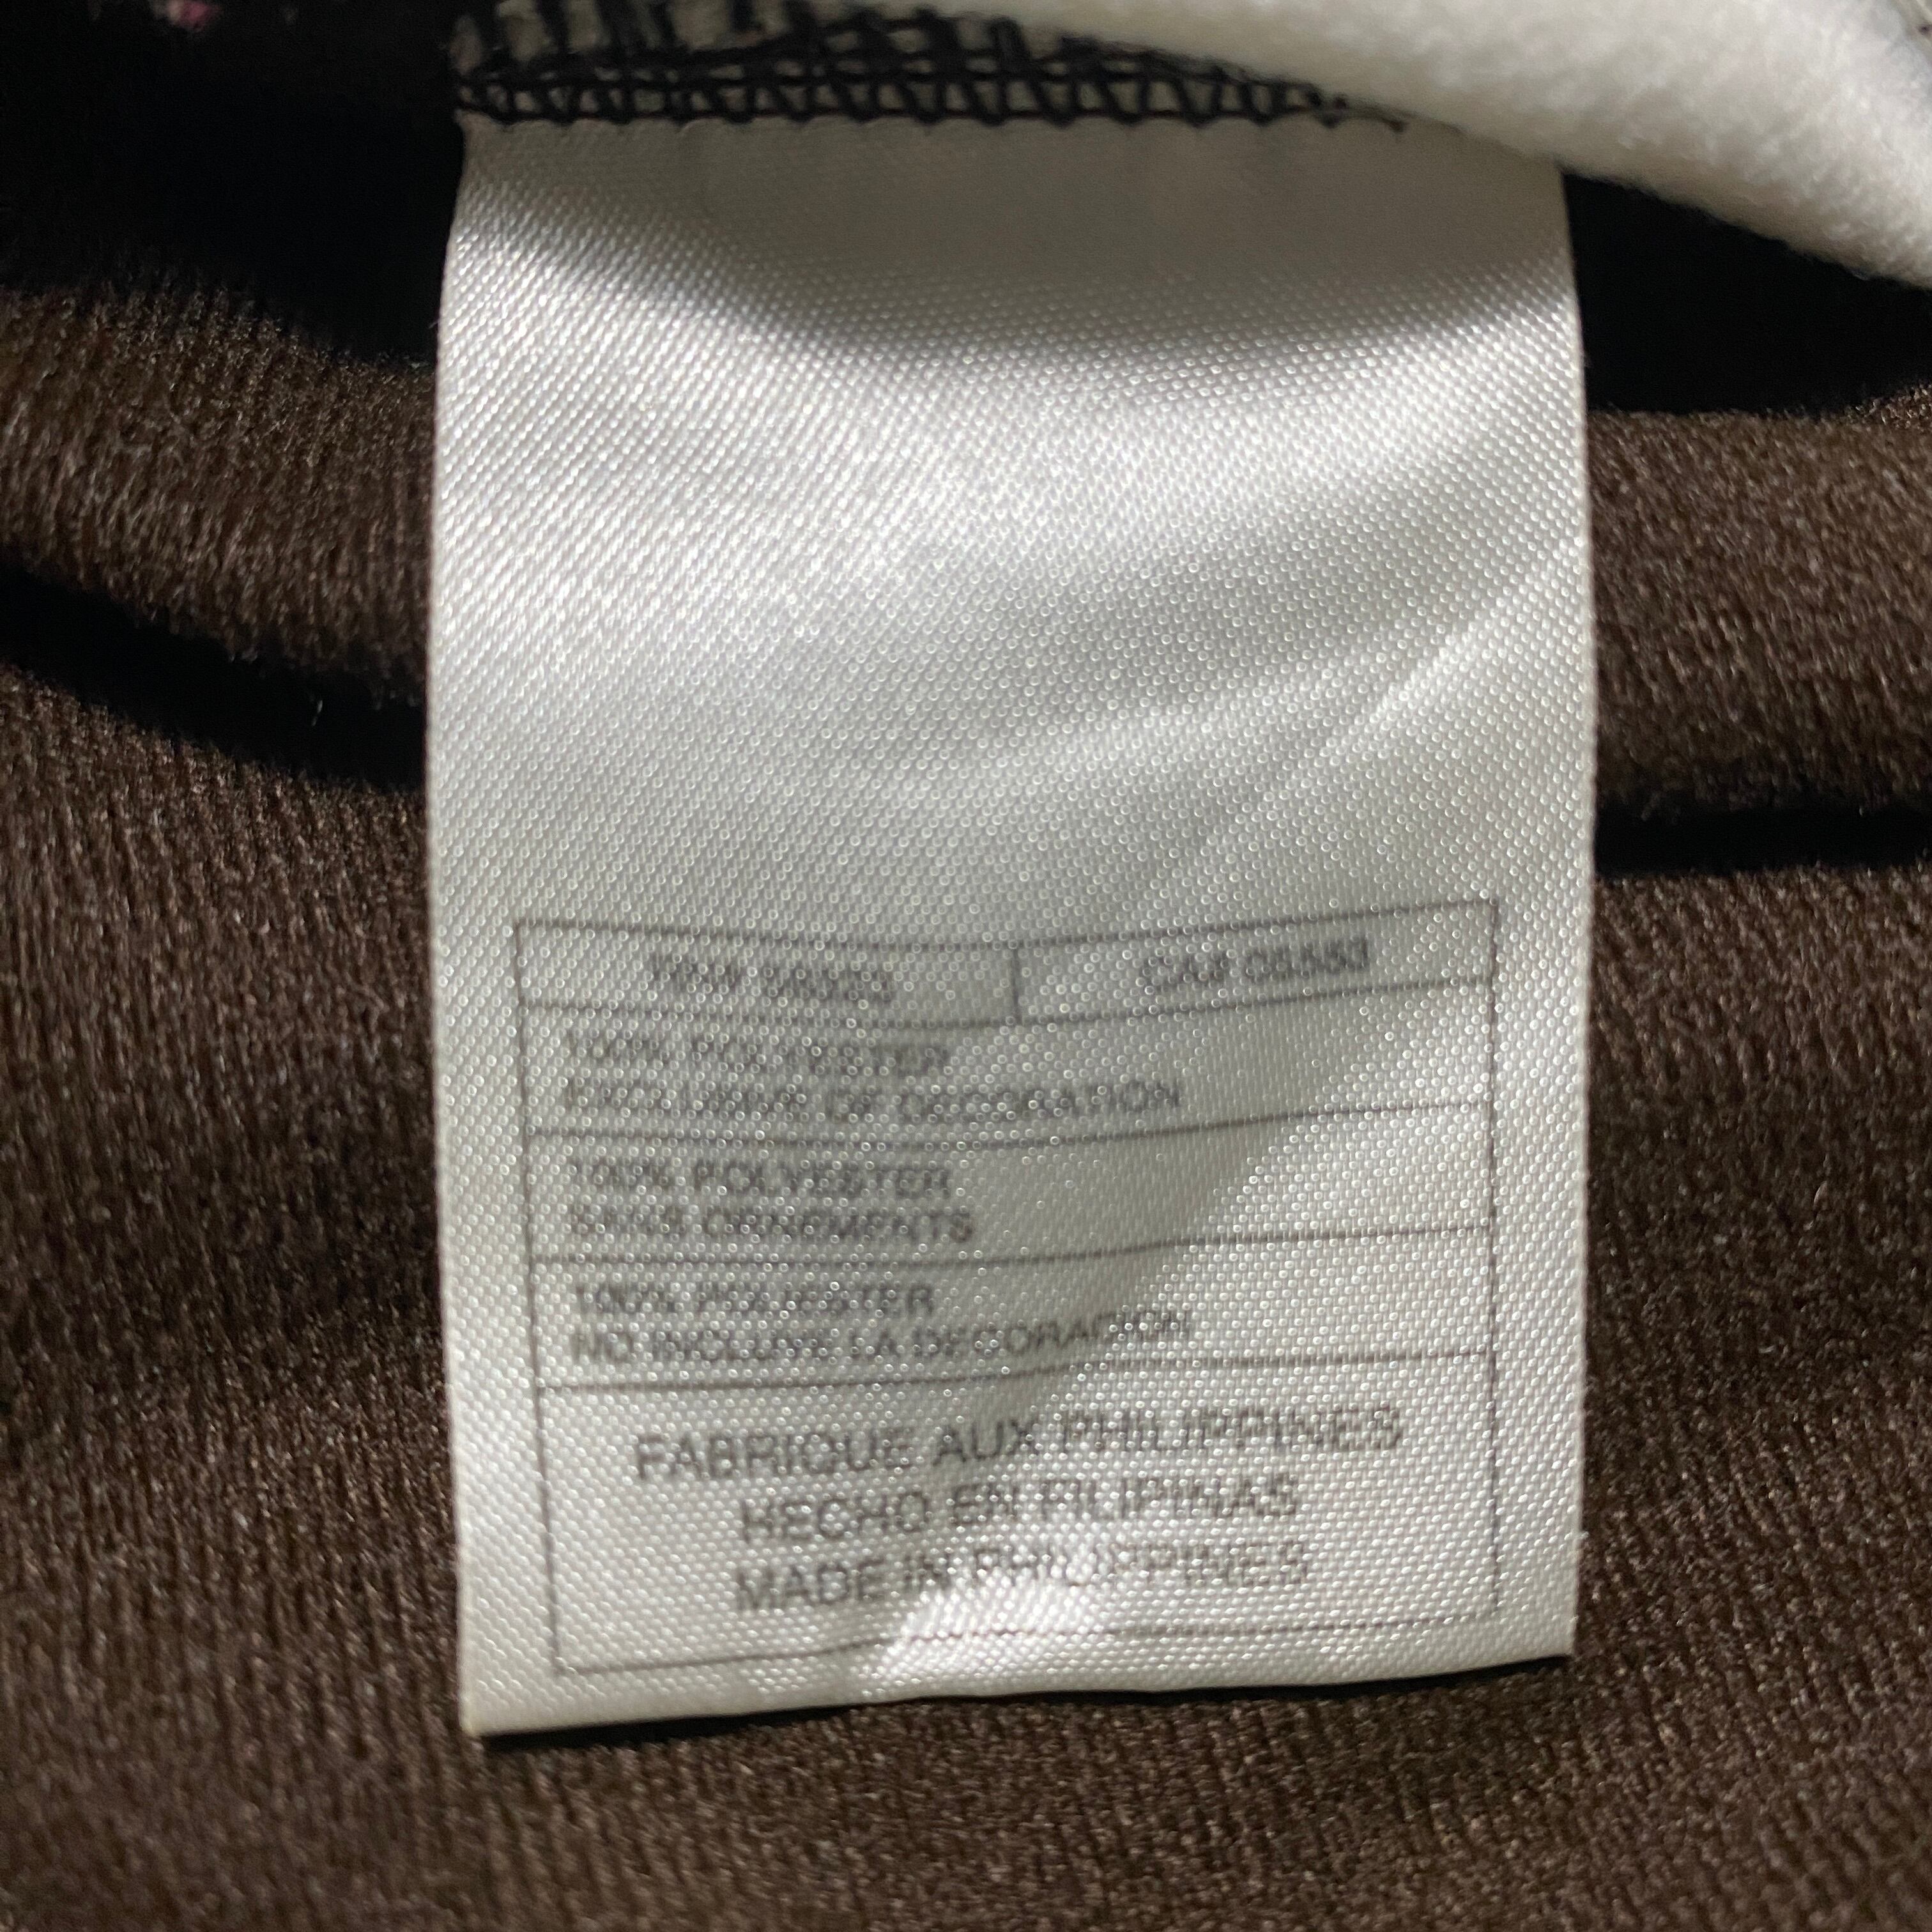 100% POLYESTER
EXCLUSIVE OF DECORATION
100% POLYESTER
SANS ORNEMENTS
100% POLYESTER
NO INCLUYE LA DECORACION
FABRIQUE AUX PHILIPPINES
HECHO EN FILIPINAS
MADE IN PHILIPPINES